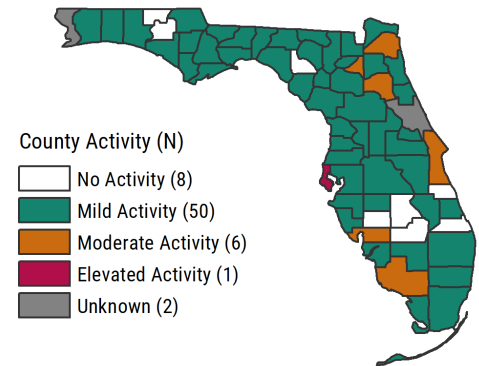 County Activity (N)
No Activity (8)
Mild Activity (50)
Moderate Activity (6)
Elevated Activity (1)
Unknown (2)